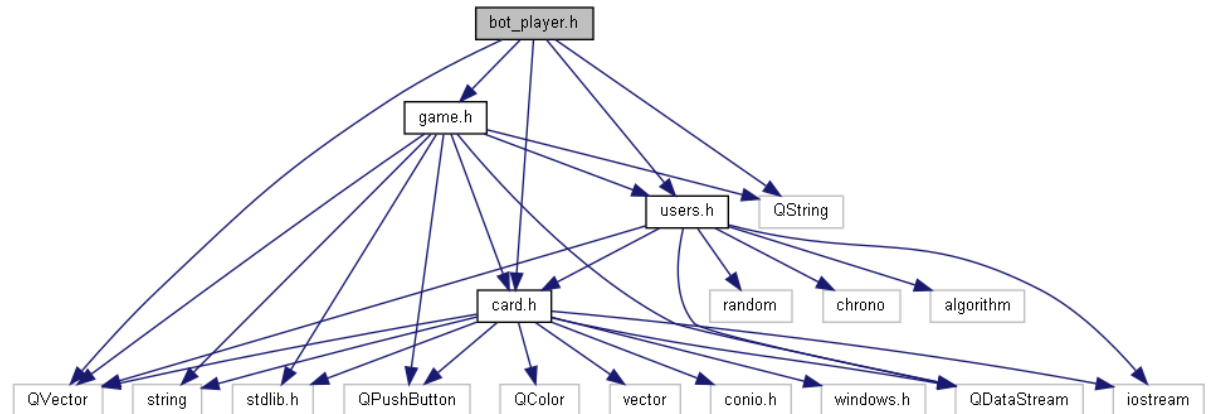 bot_player.h
game.h
users.h
QString
card.h
random
chrono
algorithm
QVector
string
stdlib.h
QPushButton
QColor
vector
conio.h
windows.h
QDataStream
iostream